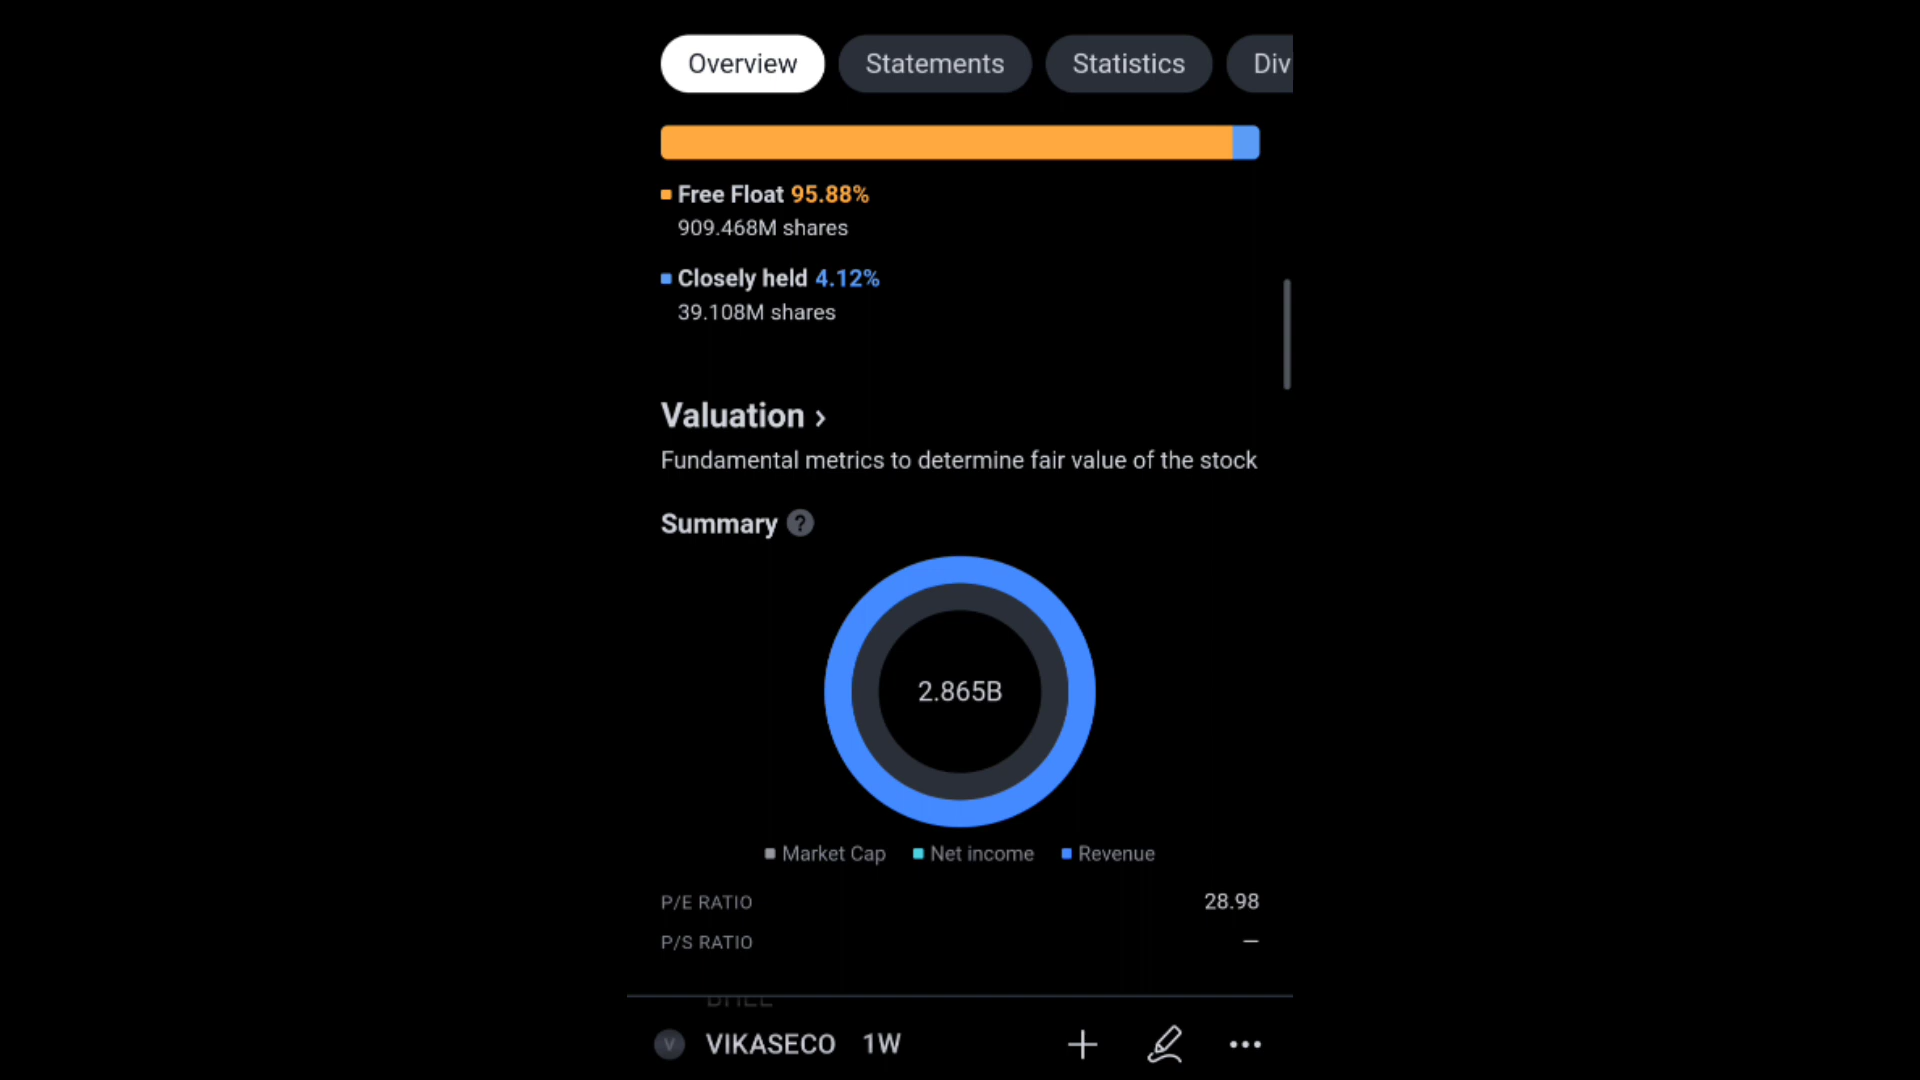 Overview Statements Statistics Div
Free Float 95.88%
909.468M shares
Closely held 4.12%
39.108M shares
Valuation ›
Fundamental metrics to determine fair value of the stock
Summary ?
2.865B
Market Cap Net income Revenue
P/E RATIO 28.98
P/S RATIO —
V VIKASECO 1W